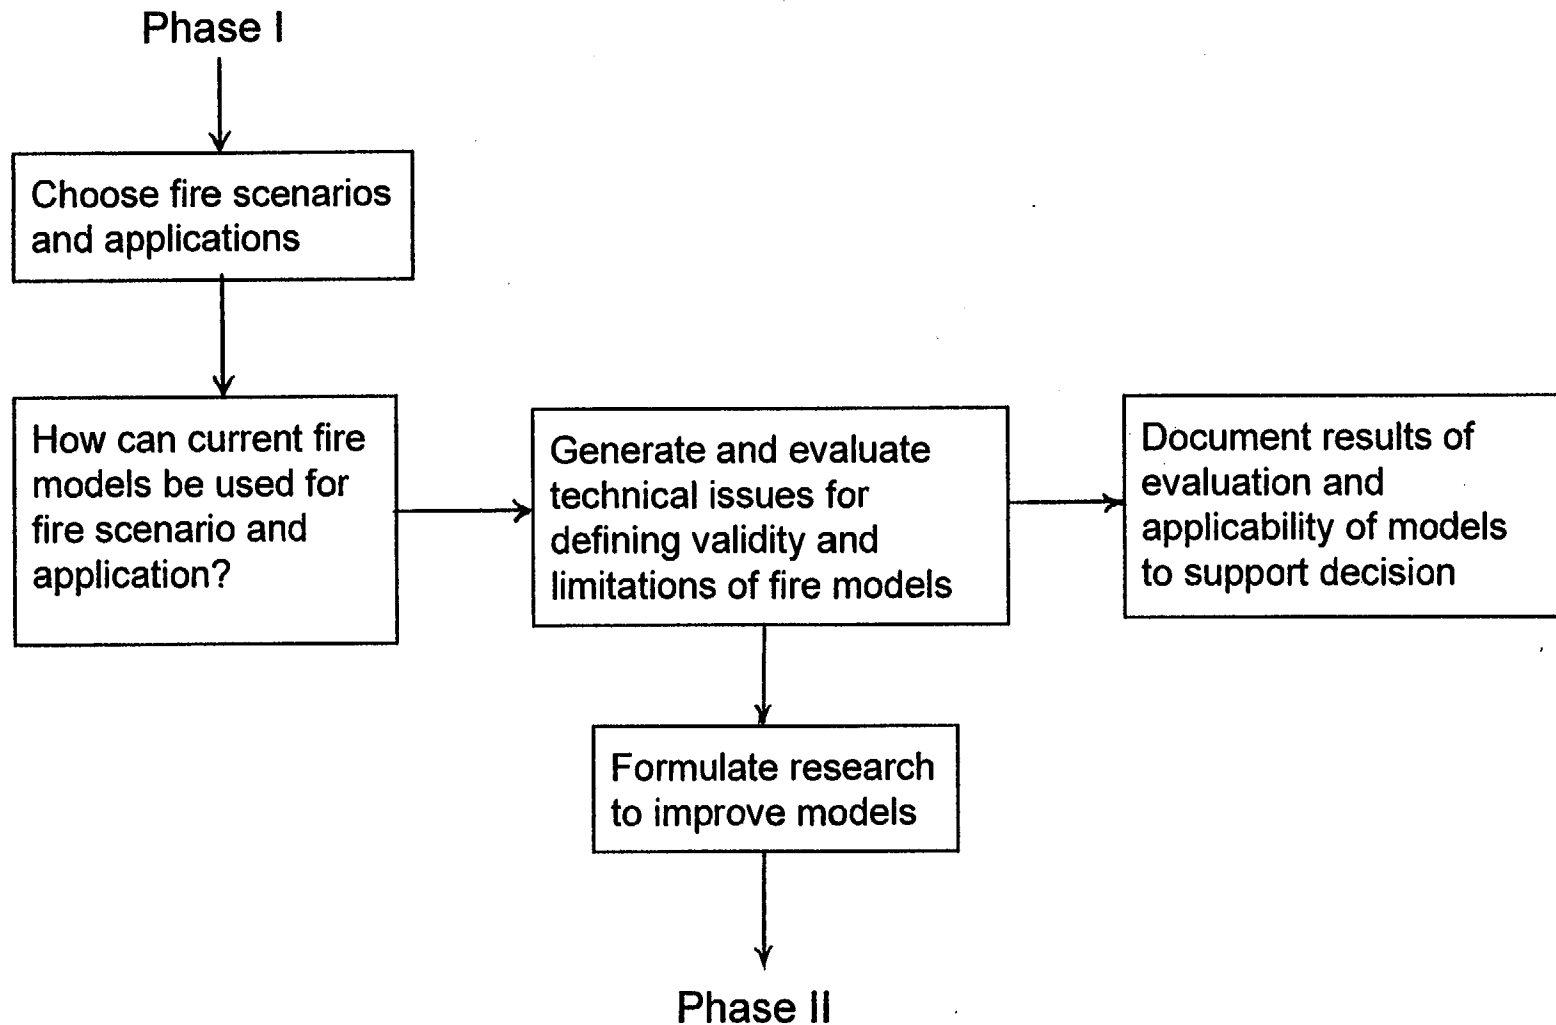 Phase I
Choose fire scenarios
and applications
How can current fire
models be used for
fire scenario and
application?
Generate and evaluate
technical issues for
defining validity and
limitations of fire models
Document results of
evaluation and
applicability of models
to support decision
Formulate research
to improve models
Phase II